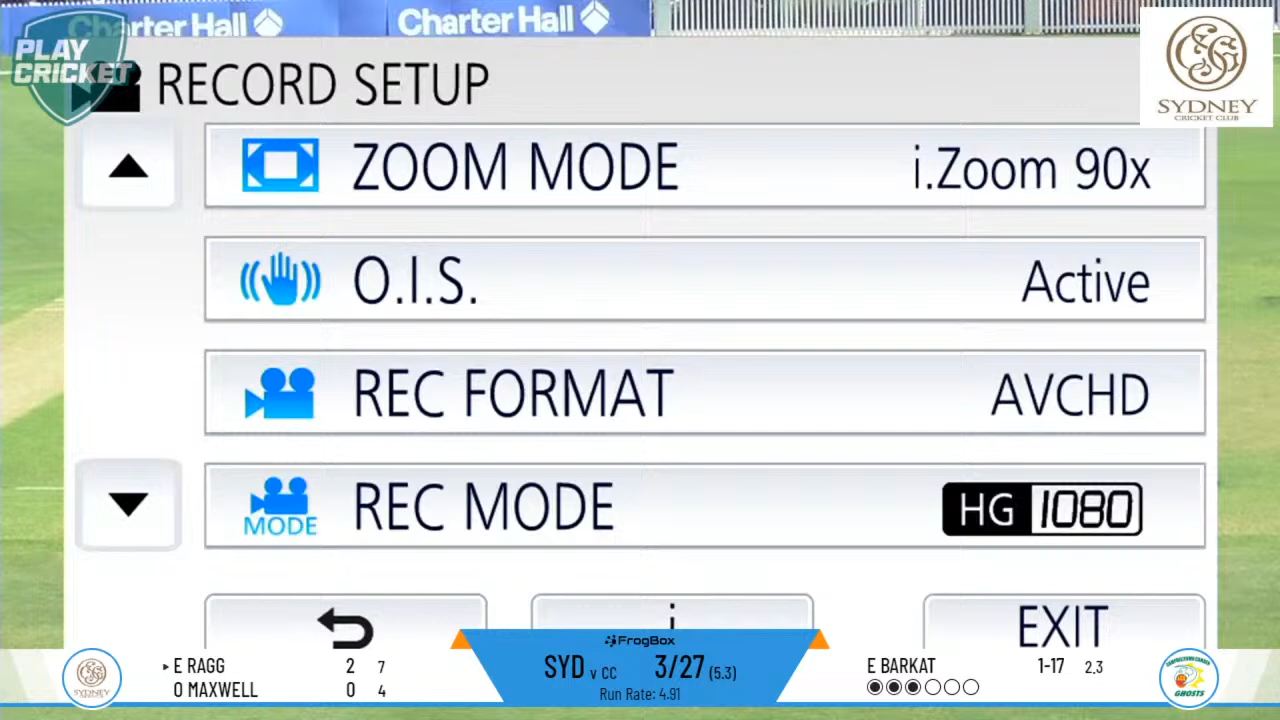 Charter Hall
Charter Hall
PLAY
CRICKET
RECORD SETUP
SYDNEY
CRICKET CLUB
ZOOM MODE i.Zoom 90x
O.I.S. Active
REC FORMAT AVCHD
MODE REC MODE HG 1080
i EXIT
FrogBox
E RAGG 2 7
O MAXWELL 0 4
SYD v CC 3/27 (5.3)
Run Rate: 4.91
E BARKAT 1-17 2.3
SYDNEY
GHOSTS